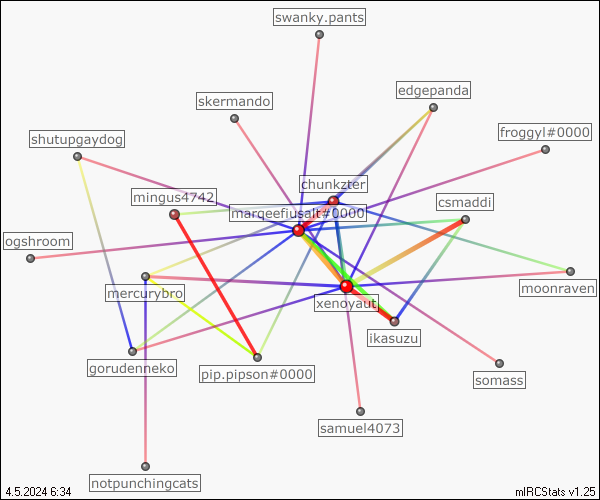 swanky.pants
edgepanda
skermando
froggyl#0000
shutupgaydog
chunkzter
mingus4742
csmaddi
marqeefiusalt#0000
ogshroom
moonraven
mercurybro
xenoyaut
ikasuzu
gorudenneko
pip.pipson#0000
somass
samuel4073
notpunchingcats
4.5.2024 6:34
mIRCStats v1.25